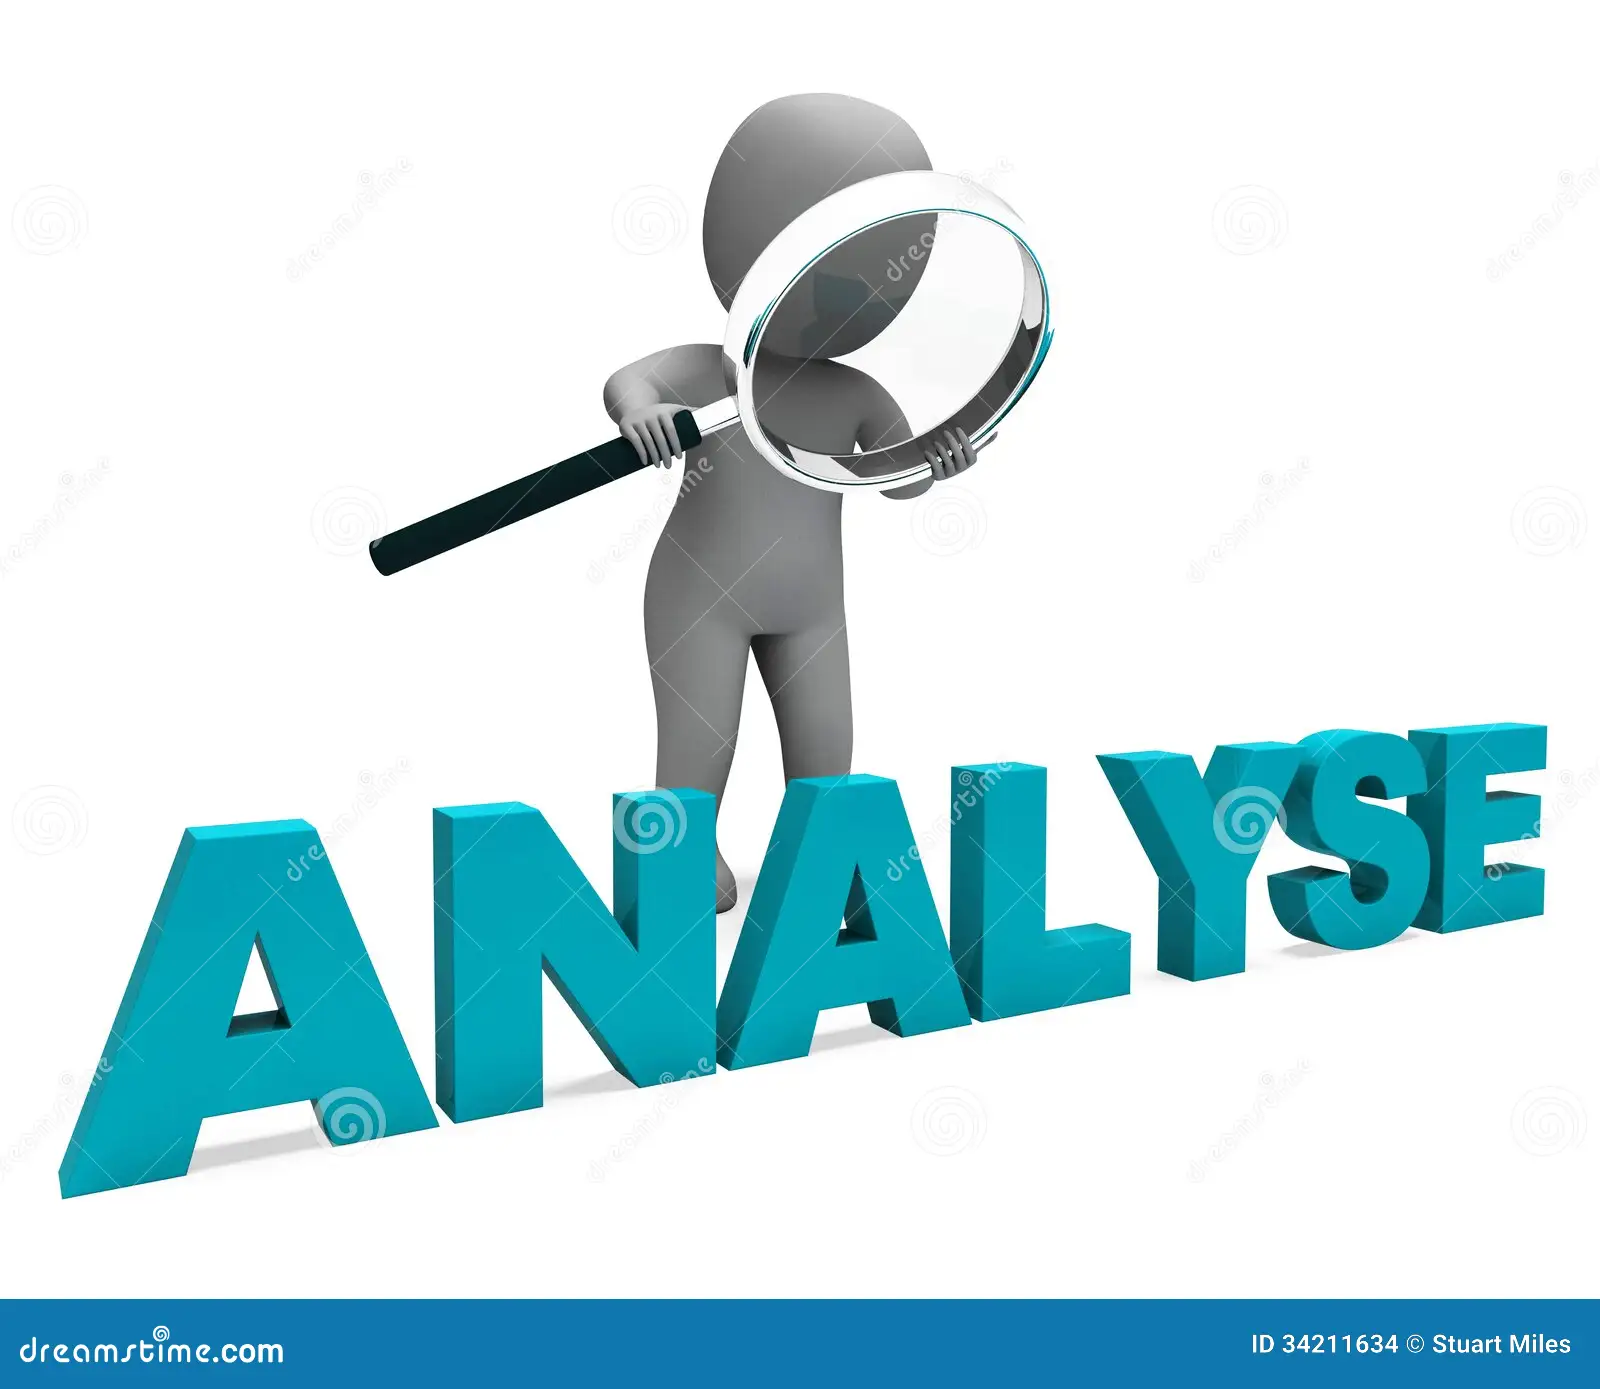 ANALYSE
dreamstime.com
ID 34211634 © Stuart Miles